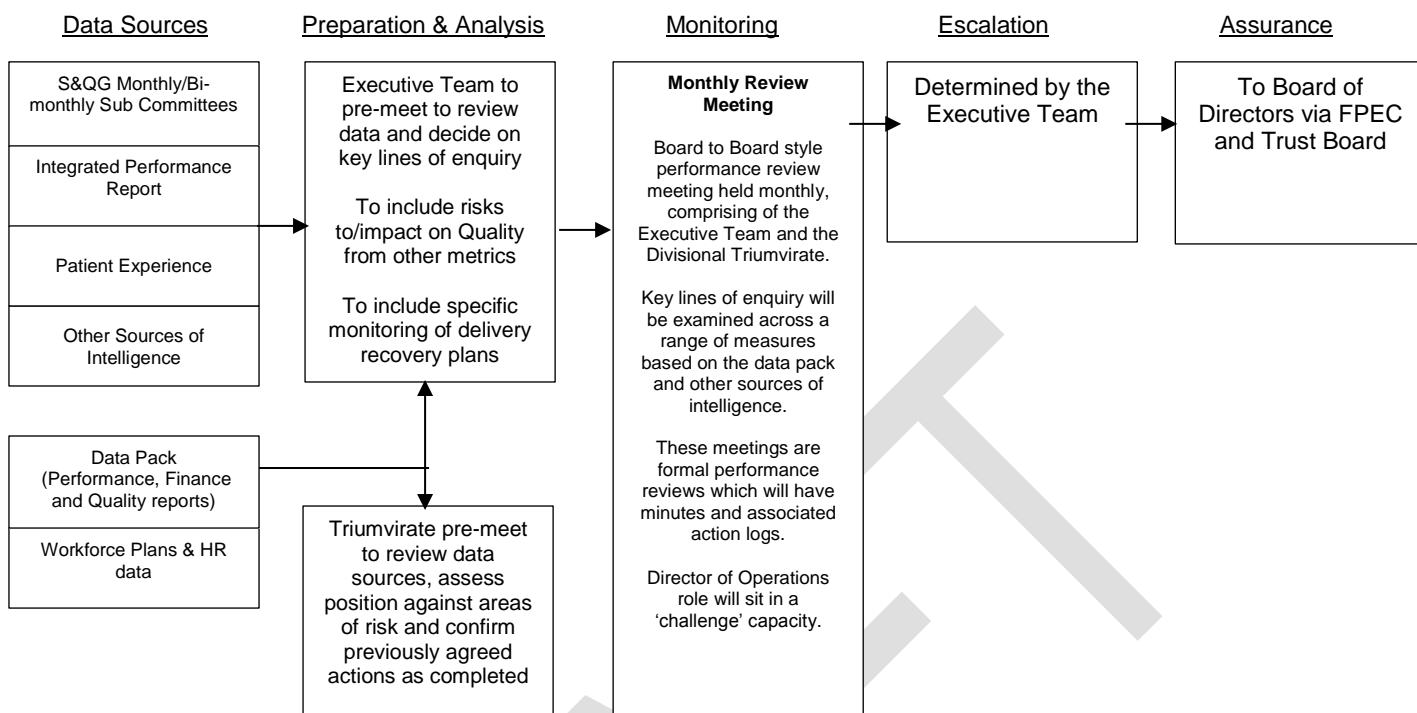 Data Sources
Preparation & Analysis
Monitoring
Escalation
Assurance
S&QG Monthly/Bi-
monthly Sub Committees
Integrated Performance
Report
Patient Experience
Other Sources of
Intelligence
Data Pack
(Performance, Finance
and Quality reports)
Workforce Plans & HR
data
Executive Team to
pre-meet to review
data and decide on
key lines of enquiry
To include risks
to/impact on Quality
from other metrics
To include specific
monitoring of delivery
recovery plans
Triumvirate pre-meet
to review data
sources, assess
position against areas
of risk and confirm
previously agreed
actions as completed
Monthly Review
Meeting
Board to Board style
performance review
meeting held monthly,
comprising of the
Executive Team and the
Divisional Triumvirate.
Key lines of enquiry will
be examined across a
range of measures
based on the data pack
and other sources of
intelligence.
These meetings are
formal performance
reviews which will have
minutes and associated
action logs.
Director of Operations
role will sit in a
‘challenge’ capacity.
Determined by the
Executive Team
To Board of
Directors via FPEC
and Trust Board